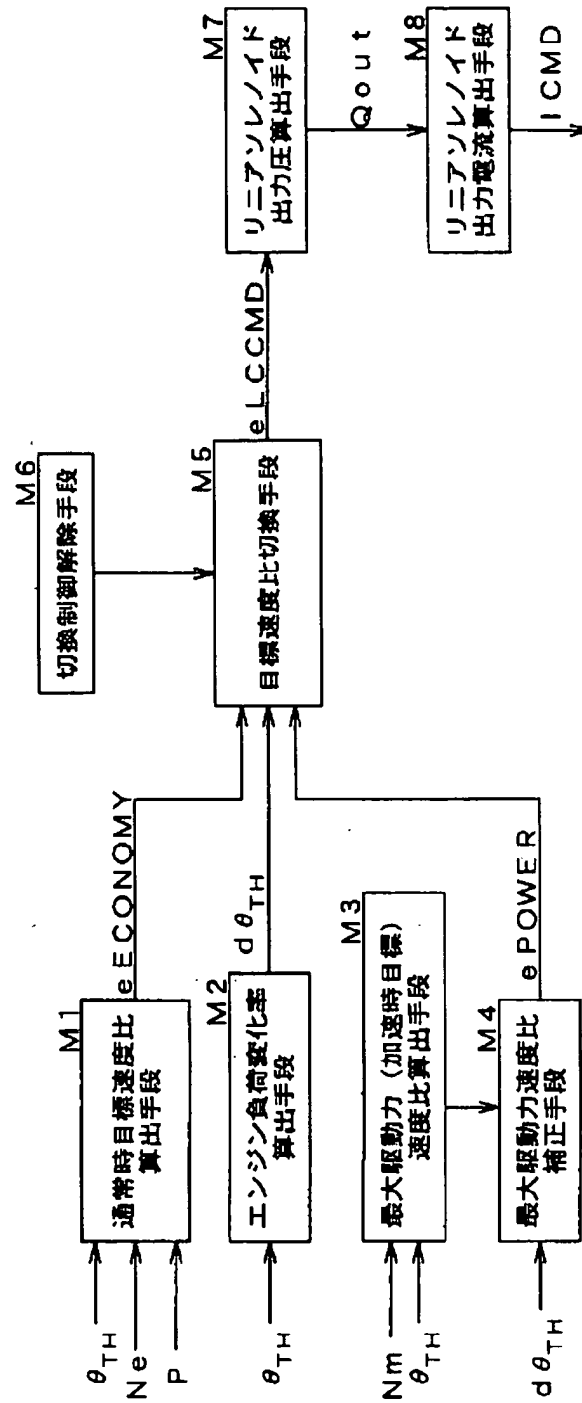 M1
通常時目標速度比
算出手段
θTH
Ne
P
eECONOMY
M2
エンジン負荷変化率
算出手段
θTH
dθTH
M3
最大駆動力(加速時目標)
速度比算出手段
Nm
θTH
M4
最大駆動力速度比
補正手段
dθTH
ePOWER
M6
切換制御解除手段
M5
目標速度比切換手段
eLCCMD
M7
リニアソレノイド
出力圧算出手段
Qout
M8
リニアソレノイド
出力電流算出手段
ICMD